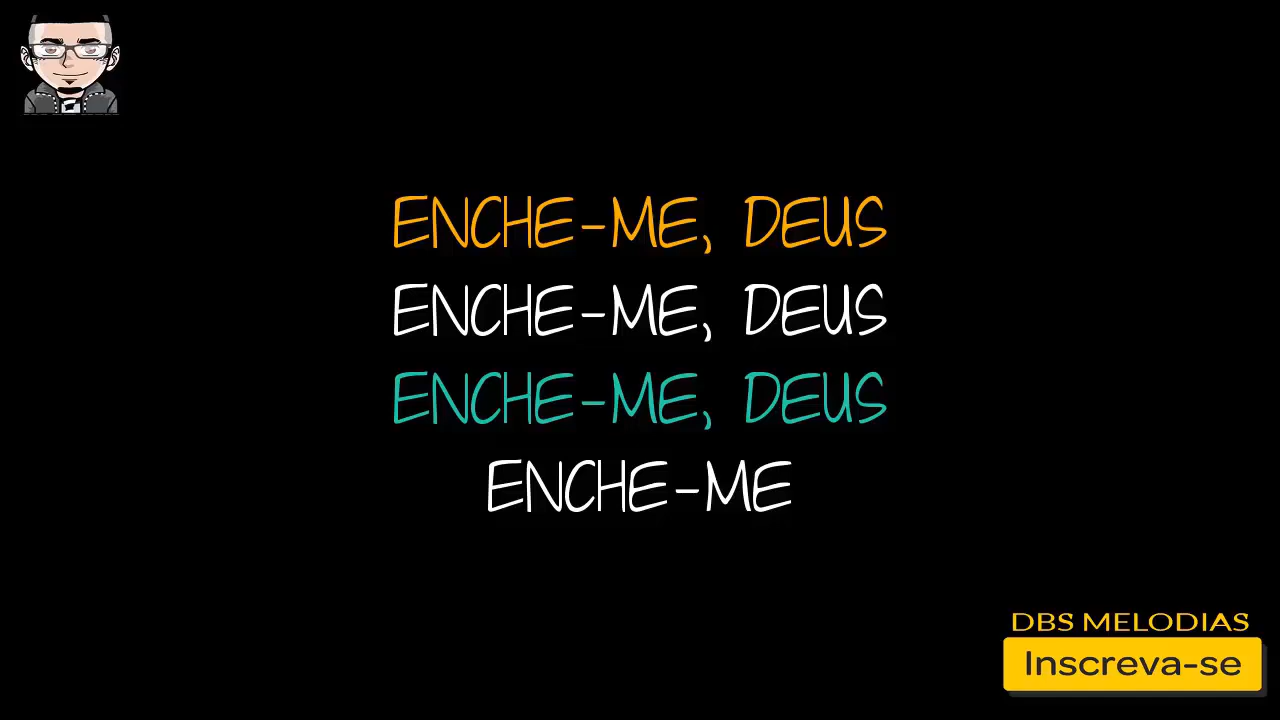 ENCHE-ME, DEUS
ENCHE-ME, DEUS
ENCHE-ME, DEUS
ENCHE-ME
DBS MELODIAS
Inscreva-se